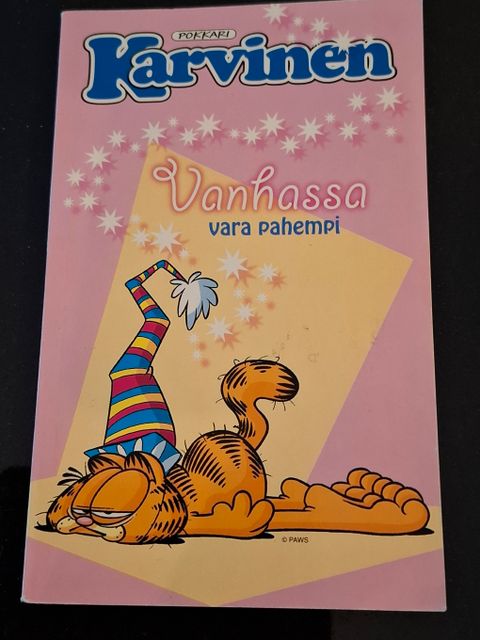 POKKARI
Karvinen
Vanhassa
vara pahempi
© PAWS